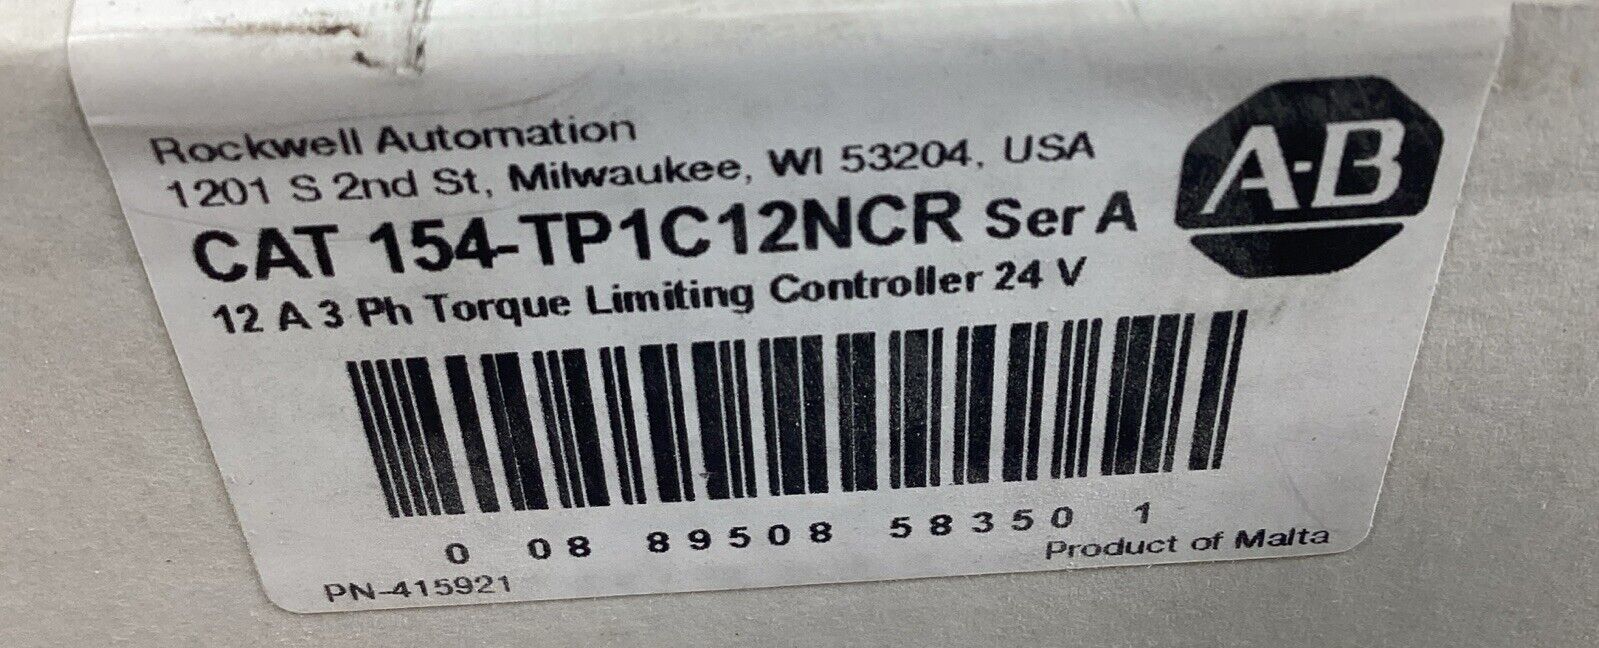 Rockwell Automation
1201 S 2nd St, Milwaukee, WI 53204, USA
CAT 154-TP1C12NCR Ser A
12 A 3 Ph Torque Limiting Controller 24 V
A-B
0 08 89508 58350 1
Product of Malta
PN-415921